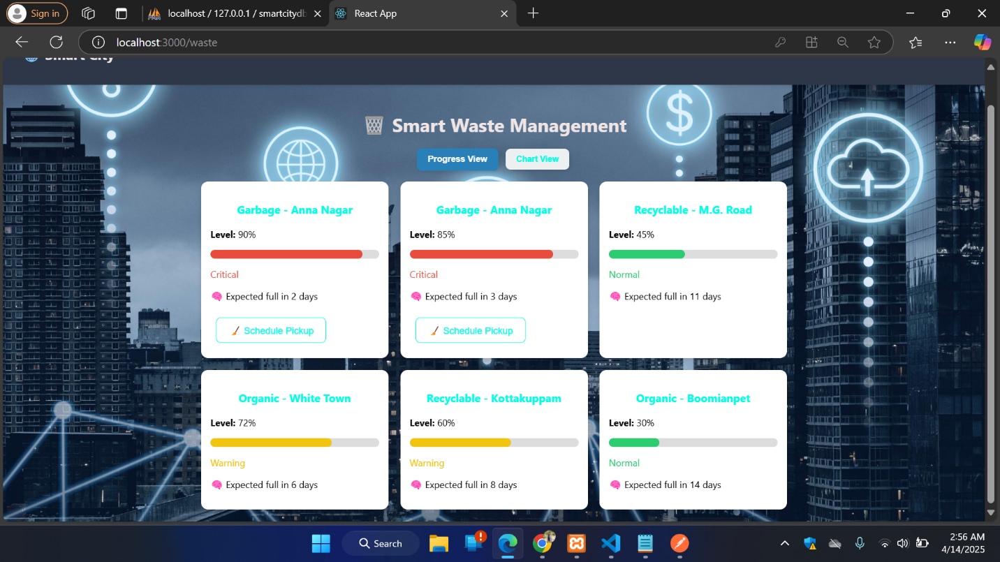 Sign in
localhost / 127.0.0.1 / smartcitydb
React App
localhost:3000/waste
Smart City
Smart Waste Management
Progress View
Chart View
Garbage - Anna Nagar
Level: 90%
Critical
Expected full in 2 days
Schedule Pickup
Garbage - Anna Nagar
Level: 85%
Critical
Expected full in 3 days
Schedule Pickup
Recyclable - M.G. Road
Level: 45%
Normal
Expected full in 11 days
Organic - White Town
Level: 72%
Warning
Expected full in 6 days
Recyclable - Kottakuppam
Level: 60%
Warning
Expected full in 8 days
Organic - Boomianpet
Level: 30%
Normal
Expected full in 14 days
Search
2:56 AM
4/14/2025